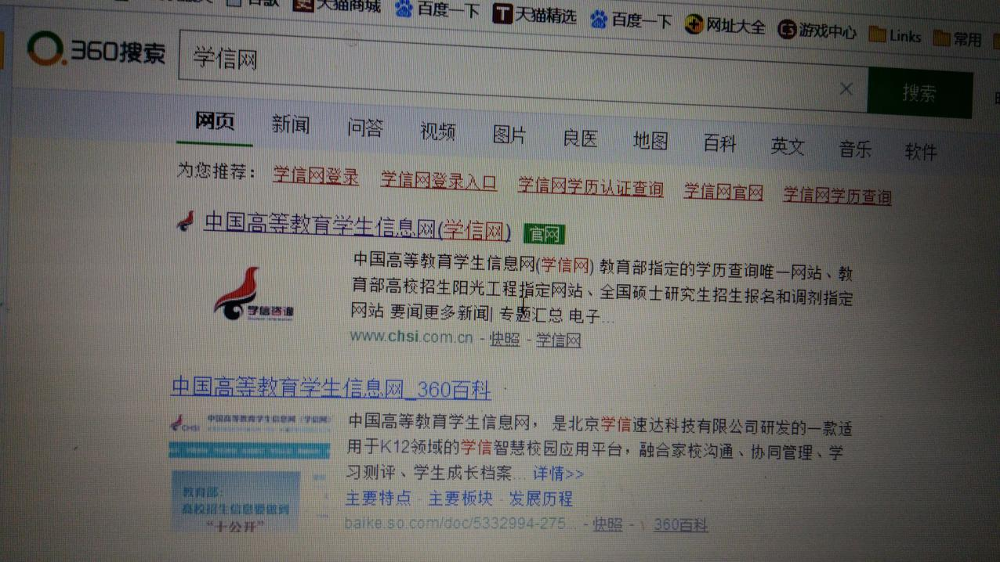 天猫商城 百度一下 天猫精选 百度一下 网址大全 游戏中心 Links 常用
360搜索 学信网 × 搜索
网页 新闻 问答 视频 图片 良医 地图 百科 英文 音乐 软件
为您推荐： 学信网登录 学信网登录入口 学信网学历认证查询 学信网官网 学信网学历查询
中国高等教育学生信息网(学信网) 官网
学信咨询
中国高等教育学生信息网(学信网) 教育部指定的学历查询唯一网站、教
育部高校招生阳光工程指定网站、全国硕士研究生招生报名和调剂指定
网站 要闻更多新闻| 专题汇总 电子...
www.chsi.com.cn - 快照 - 学信网
中国高等教育学生信息网_360百科
CHSI 中国高等教育学生信息网（学信网）
教育部：
高校招生信息要做到
“十公开”
中国高等教育学生信息网， 是北京学信速达科技有限公司研发的一款适
用于K12领域的学信智慧校园应用平台，融合家校沟通、协同管理、学
习测评、学生成长档案... 详情>>
主要特点 - 主要板块 - 发展历程
baike.so.com/doc/5332994-275... - 快照 - 360百科